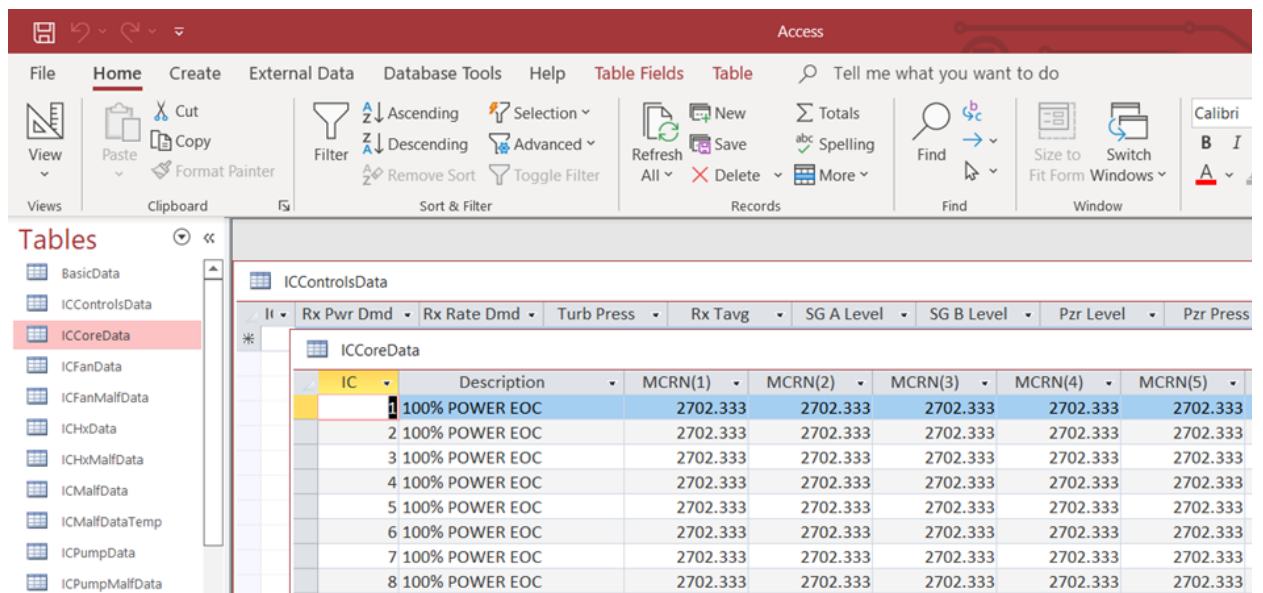 Access
File Home Create External Data Database Tools Help Table Fields Table Tell me what you want to do
View
Paste
Cut
Copy
Format Painter
Filter
Ascending
Descending
Remove Sort
Selection
Advanced
Toggle Filter
Refresh
All
New
Save
Delete
Totals
Spelling
More
Find
Size to
Fit Form
Switch
Windows
Calibri
B I
A
Views Clipboard Sort & Filter Records Find Window
Tables
BasicData
ICControlsData
ICCoreData
ICFanData
ICFanMalfData
ICHxData
ICHxMalfData
ICMalfData
ICMalfDataTemp
ICPumpData
ICPumpMalfData
ICControlsData
Rx Pwr Dmd Rx Rate Dmd Turb Press Rx Tavg SG A Level SG B Level Pzr Level Pzr Press
ICCoreData
IC Description MCRN(1) MCRN(2) MCRN(3) MCRN(4) MCRN(5)
1 100% POWER EOC 2702.333 2702.333 2702.333 2702.333 2702.333
2 100% POWER EOC 2702.333 2702.333 2702.333 2702.333 2702.333
3 100% POWER EOC 2702.333 2702.333 2702.333 2702.333 2702.333
4 100% POWER EOC 2702.333 2702.333 2702.333 2702.333 2702.333
5 100% POWER EOC 2702.333 2702.333 2702.333 2702.333 2702.333
6 100% POWER EOC 2702.333 2702.333 2702.333 2702.333 2702.333
7 100% POWER EOC 2702.333 2702.333 2702.333 2702.333 2702.333
8 100% POWER EOC 2702.333 2702.333 2702.333 2702.333 2702.333